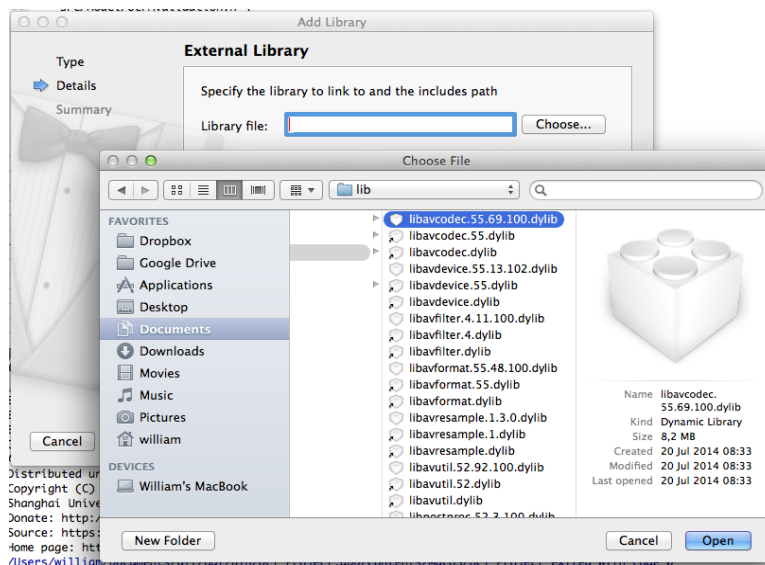 Add Library
External Library
Type
Details
Summary
Specify the library to link to and the includes path
Library file:
Choose...
Choose File
lib
FAVORITES
Dropbox
Google Drive
Applications
Desktop
Documents
Downloads
Movies
Music
Pictures
william
DEVICES
William's MacBook
libavcodec.55.69.100.dylib
libavcodec.55.dylib
libavcodec.dylib
libavdevice.55.13.102.dylib
libavdevice.55.dylib
libavdevice.dylib
libavfilter.4.11.100.dylib
libavfilter.4.dylib
libavfilter.dylib
libavformat.55.48.100.dylib
libavformat.55.dylib
libavformat.dylib
libavresample.1.3.0.dylib
libavresample.1.dylib
libavresample.dylib
libavutil.52.92.100.dylib
libavutil.52.dylib
libavutil.dylib
libpostproc.52.3.100.dylib
Name libavcodec.
55.69.100.dylib
Kind Dynamic Library
Size 8,2 MB
Created 20 Jul 2014 08:33
Modified 20 Jul 2014 08:33
Last opened 20 Jul 2014 08:33
Cancel
Distributed
Copyright (C)
Shanghai
Donate: http:/
Source: https:
Home page:
New Folder
Cancel
Open